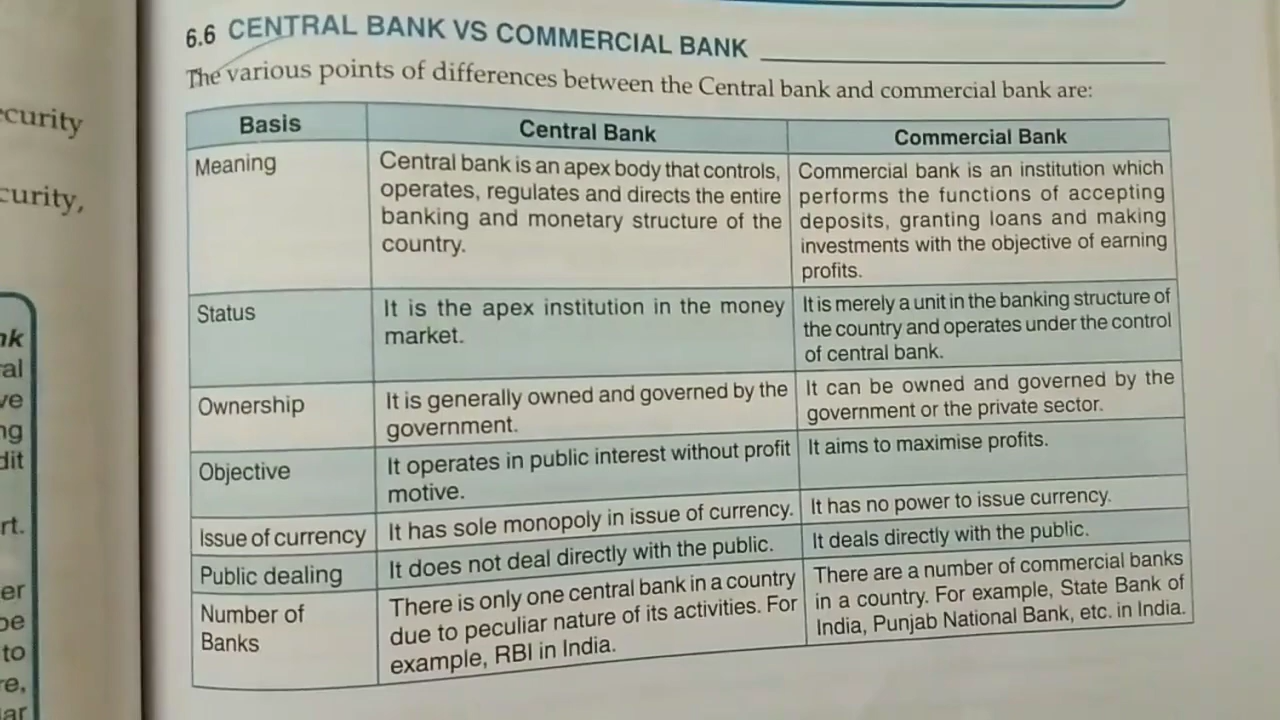 curity
curity,
nk
ral
ve
ng
dit
rt.
er
be
to
re,
lar
6.6 CENTRAL BANK VS COMMERCIAL BANK
The various points of differences between the Central bank and commercial bank are:
Basis
Central Bank
Commercial Bank
Meaning
Central bank is an apex body that controls,
operates, regulates and directs the entire
banking and monetary structure of the
country.
Commercial bank is an institution which
performs the functions of accepting
deposits, granting loans and making
investments with the objective of earning
profits.
Status
It is the apex institution in the money
market.
It is merely a unit in the banking structure of
the country and operates under the control
of central bank.
Ownership
It is generally owned and governed by the
government.
It can be owned and governed by the
government or the private sector.
Objective
It operates in public interest without profit
motive.
It aims to maximise profits.
Issue of currency
It has sole monopoly in issue of currency.
It has no power to issue currency.
Public dealing
It does not deal directly with the public.
It deals directly with the public.
Number of
Banks
There is only one central bank in a country
due to peculiar nature of its activities. For
example, RBI in India.
There are a number of commercial banks
in a country. For example, State Bank of
India, Punjab National Bank, etc. in India.